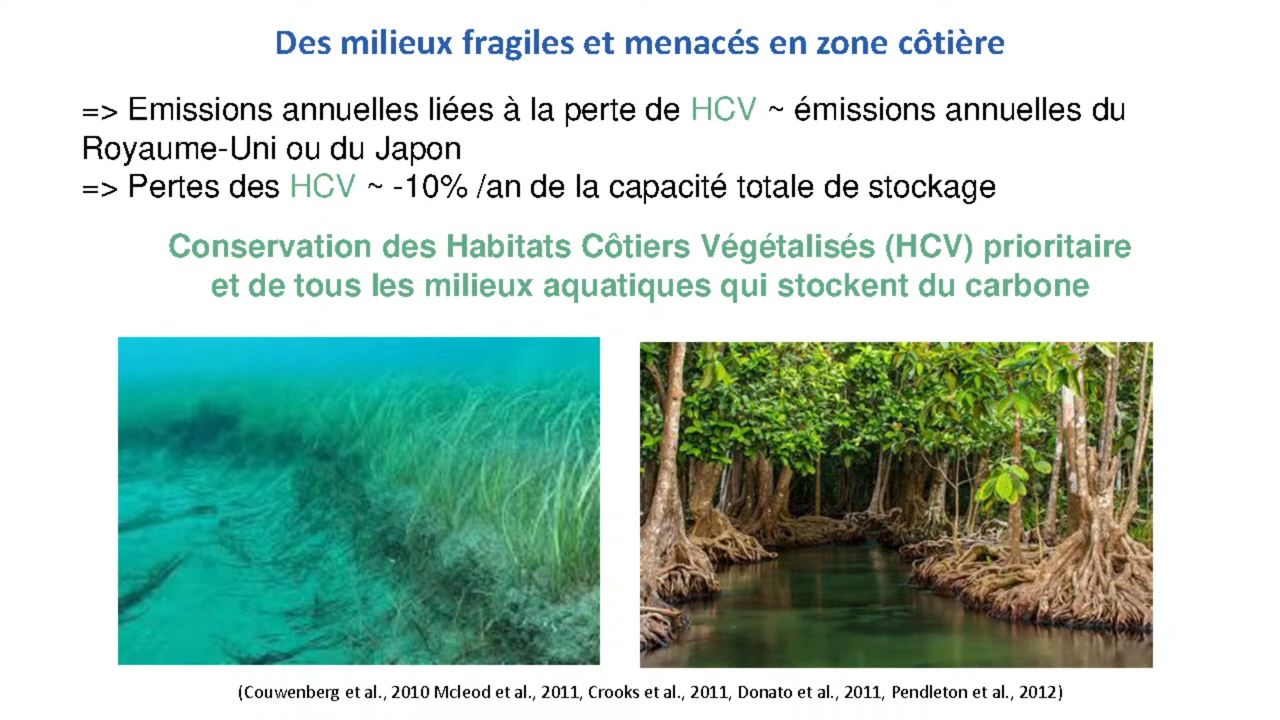 Des milieux fragiles et menacés en zone côtière
=> Emissions annuelles liées à la perte de HCV ~ émissions annuelles du
Royaume-Uni ou du Japon
=> Pertes des HCV ~ -10% /an de la capacité totale de stockage
Conservation des Habitats Côtiers Végétalisés (HCV) prioritaire
et de tous les milieux aquatiques qui stockent du carbone
(Couwenberg et al., 2010 Mcleod et al., 2011, Crooks et al., 2011, Donato et al., 2011, Pendleton et al., 2012)